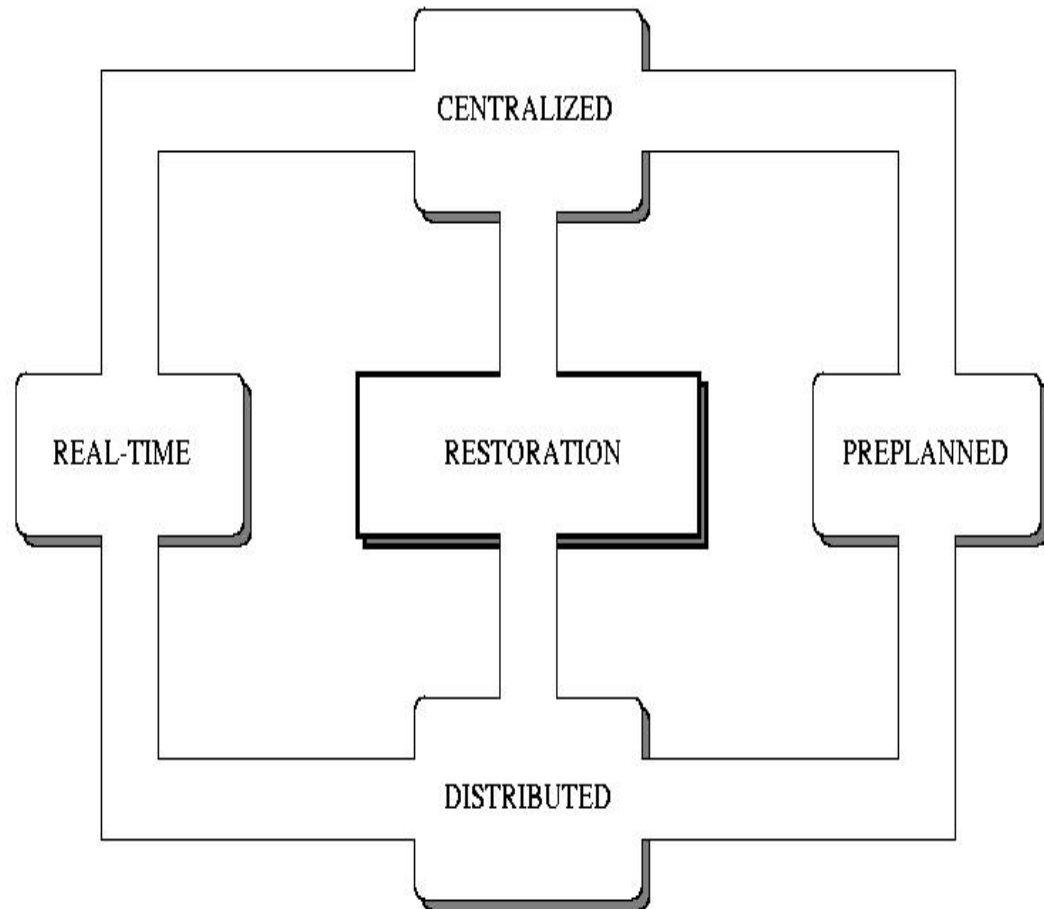 CENTRALIZED
REAL-TIME
RESTORATION
PREPLANNED
DISTRIBUTED